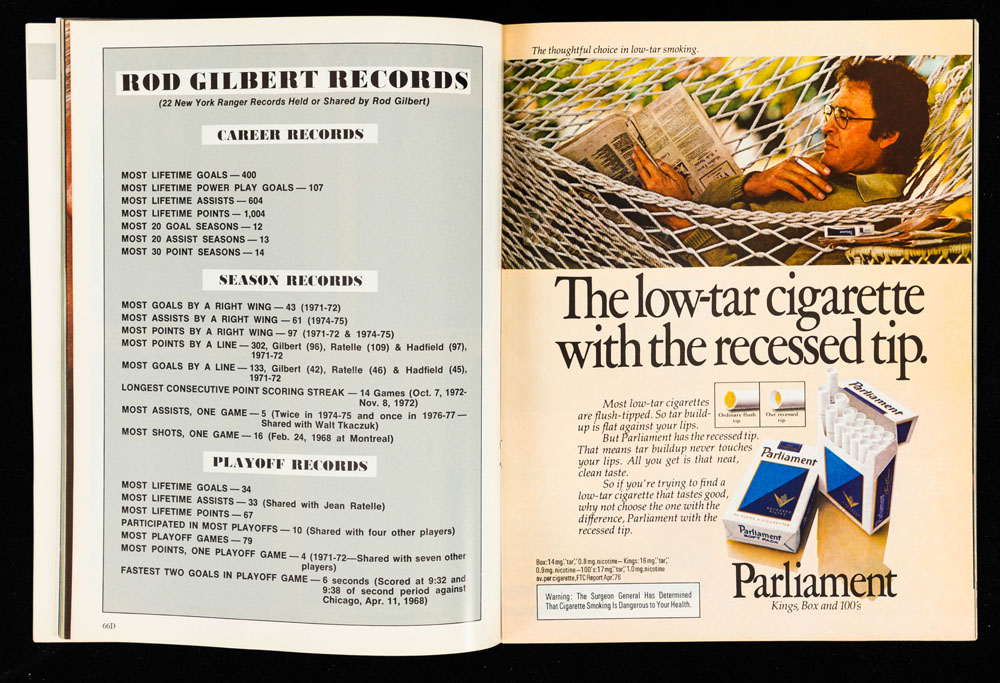 ROD GILBERT RECORDS
(22 New York Ranger Records Held or Shared by Rod Gilbert)
CAREER RECORDS
MOST LIFETIME GOALS — 400
MOST LIFETIME POWER PLAY GOALS — 107
MOST LIFETIME ASSISTS — 604
MOST LIFETIME POINTS — 1,004
MOST 20 GOAL SEASONS — 12
MOST 20 ASSIST SEASONS — 13
MOST 30 POINT SEASONS — 14
SEASON RECORDS
MOST GOALS BY A RIGHT WING — 43 (1971-72)
MOST ASSISTS BY A RIGHT WING — 61 (1974-75)
MOST POINTS BY A RIGHT WING — 97 (1971-72 & 1974-75)
MOST POINTS BY A LINE — 302, Gilbert (96), Ratelle (109) & Hadfield (97),
1971-72
MOST GOALS BY A LINE — 133, Gilbert (42), Ratelle (46) & Hadfield (45),
1971-72
LONGEST CONSECUTIVE POINT SCORING STREAK — 14 Games (Oct. 7, 1972-
Nov. 8, 1972)
MOST ASSISTS, ONE GAME — 5 (Twice in 1974-75 and once in 1976-77 —
Shared with Walt Tkaczuk)
MOST SHOTS, ONE GAME — 16 (Feb. 24, 1968 at Montreal)
PLAYOFF RECORDS
MOST LIFETIME GOALS — 34
MOST LIFETIME ASSISTS — 33 (Shared with Jean Ratelle)
MOST LIFETIME POINTS — 67
PARTICIPATED IN MOST PLAYOFFS — 10 (Shared with four other players)
MOST PLAYOFF GAMES — 79
MOST POINTS, ONE PLAYOFF GAME — 4 (1971-72—Shared with seven other
players)
FASTEST TWO GOALS IN PLAYOFF GAME — 6 seconds (Scored at 9:32 and
9:38 of second period against
Chicago, Apr. 11, 1968)
66D
The thoughtful choice in low-tar smoking.
The low-tar cigarette
with the recessed tip.
Most low-tar cigarettes
are flush-tipped. So tar build-
up is flat against your lips.
But Parliament has the recessed tip.
That means tar buildup never touches
your lips. All you get is that neat,
clean taste.
So if you're trying to find a
low-tar cigarette that tastes good,
why not choose the one with the
difference, Parliament with the
recessed tip.
Ordinary flush
tip.
Our recessed
tip.
Parliament
Parliament
Parliament
SOFT PACK
Box: 14 mg. "tar," 0.8 mg. nicotine — Kings: 16 mg. "tar,"
0.9 mg. nicotine — 100's: 17 mg. "tar," 1.0 mg. nicotine
av. per cigarette, FTC Report Apr. '76
Warning: The Surgeon General Has Determined
That Cigarette Smoking Is Dangerous to Your Health.
Parliament
Kings, Box and 100's